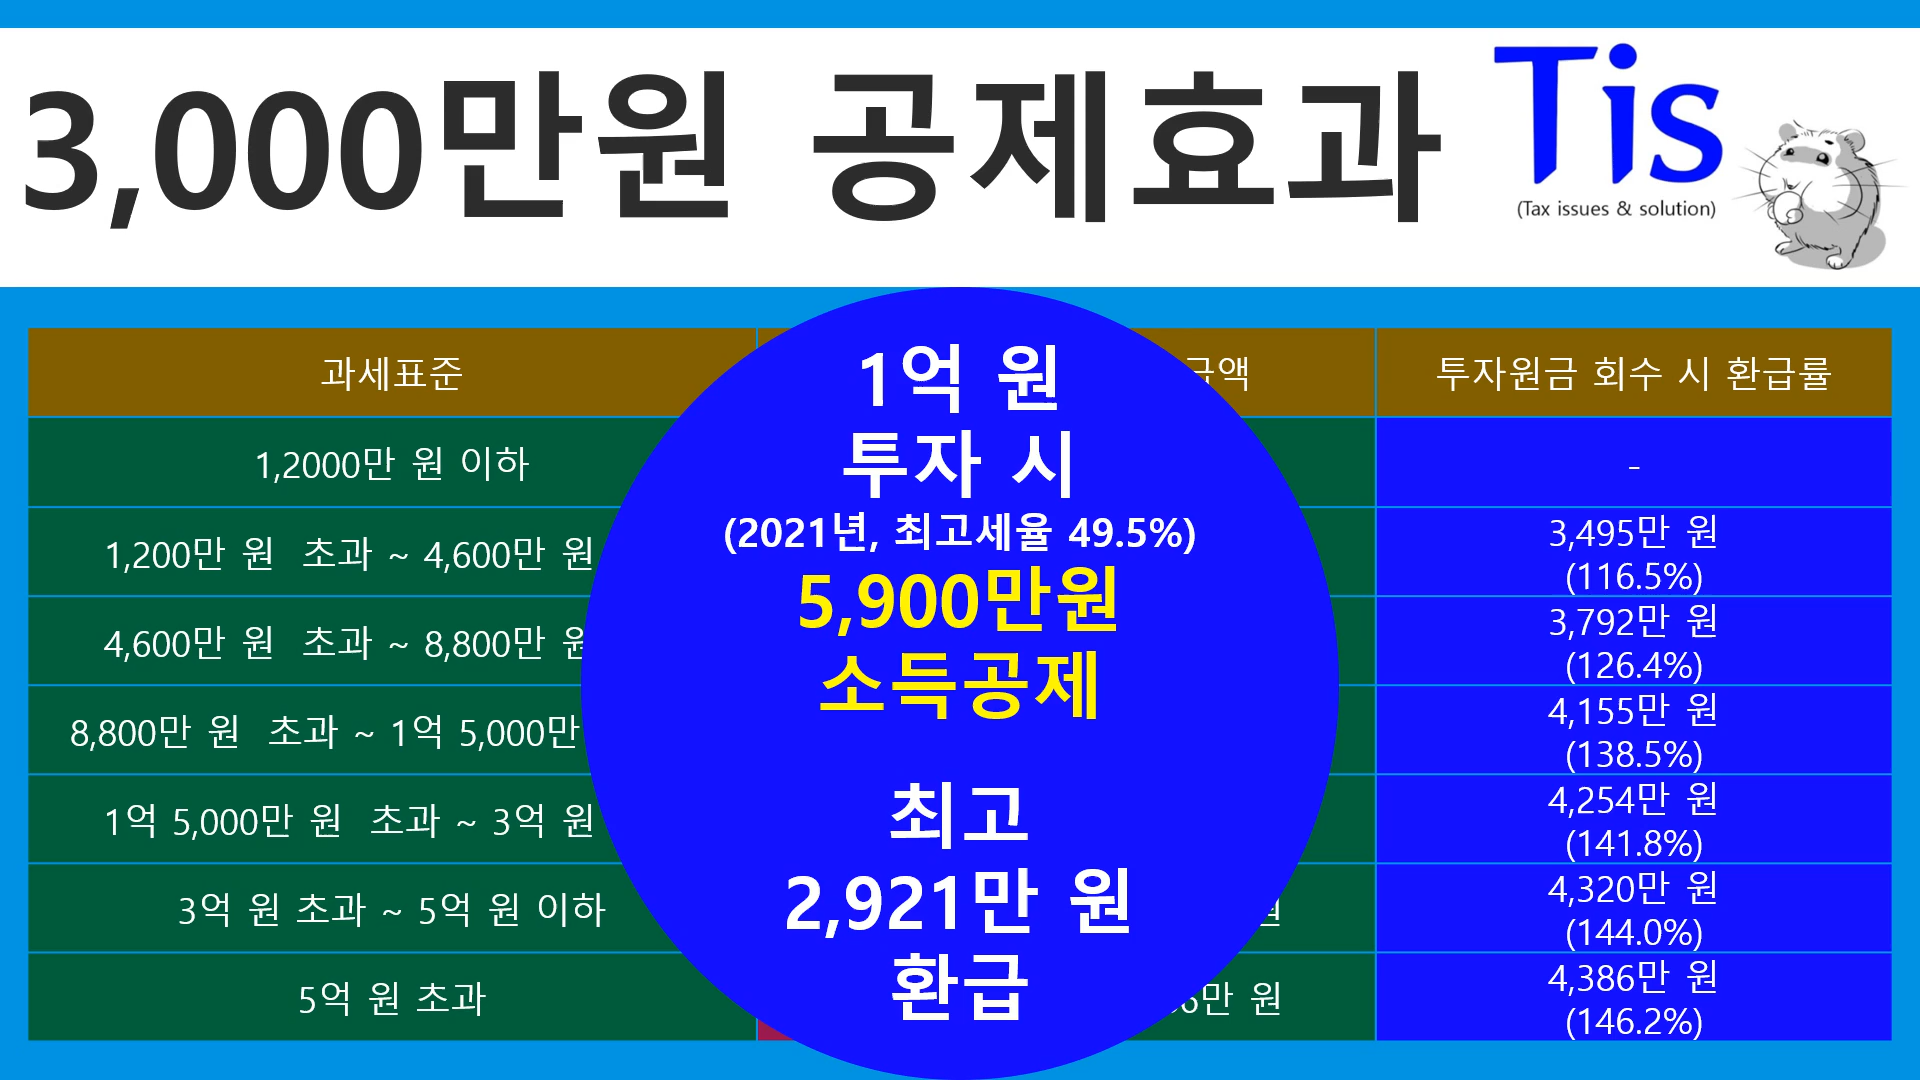 3,000만원 공제효과
Tis
(Tax issues & solution)
과세표준
금액
투자원금 회수 시 환급률
1,2000만 원 이하
-
1,200만 원 초과 ~ 4,600만 원
3,495만 원
(116.5%)
4,600만 원 초과 ~ 8,800만 원
3,792만 원
(126.4%)
8,800만 원 초과 ~ 1억 5,000만
4,155만 원
(138.5%)
1억 5,000만 원 초과 ~ 3억 원
4,254만 원
(141.8%)
3억 원 초과 ~ 5억 원 이하
원
4,320만 원
(144.0%)
5억 원 초과
6만 원
4,386만 원
(146.2%)
1억 원
투자 시
(2021년, 최고세율 49.5%)
5,900만원
소득공제
최고
2,921만 원
환급